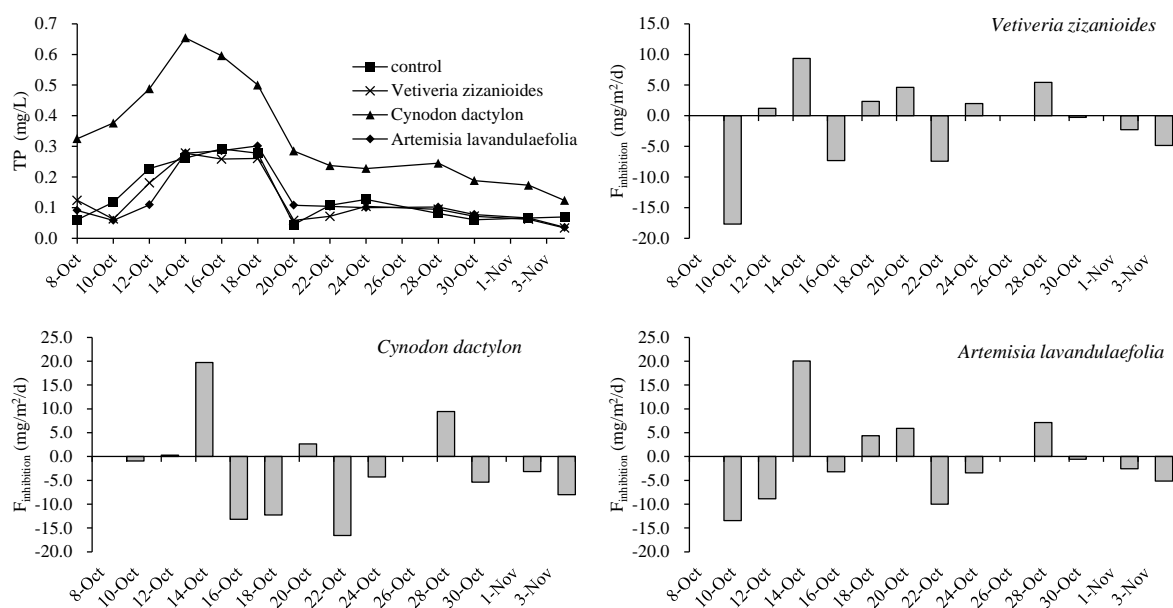 0.7
0.6
0.5
0.4
0.3
0.2
0.1
0.0
TP (mg/L)
control
Vetiveria zizanioides
Cynodon dactylon
Artemisia lavandulaefolia
8-Oct
10-Oct
12-Oct
14-Oct
16-Oct
18-Oct
20-Oct
22-Oct
24-Oct
26-Oct
28-Oct
30-Oct
1-Nov
3-Nov
Vetiveria zizanioides
15.0
10.0
5.0
0.0
-5.0
-10.0
-15.0
-20.0
Finhibition (mg/m²/d)
8-Oct
10-Oct
12-Oct
14-Oct
16-Oct
18-Oct
20-Oct
22-Oct
24-Oct
26-Oct
28-Oct
30-Oct
1-Nov
3-Nov
Cynodon dactylon
25.0
20.0
15.0
10.0
5.0
0.0
-5.0
-10.0
-15.0
-20.0
Finhibition (mg/m²/d)
8-Oct
10-Oct
12-Oct
14-Oct
16-Oct
18-Oct
20-Oct
22-Oct
24-Oct
26-Oct
28-Oct
30-Oct
1-Nov
3-Nov
Artemisia lavandulaefolia
25.0
20.0
15.0
10.0
5.0
0.0
-5.0
-10.0
-15.0
-20.0
Finhibition (mg/m²/d)
8-Oct
10-Oct
12-Oct
14-Oct
16-Oct
18-Oct
20-Oct
22-Oct
24-Oct
26-Oct
28-Oct
30-Oct
1-Nov
3-Nov